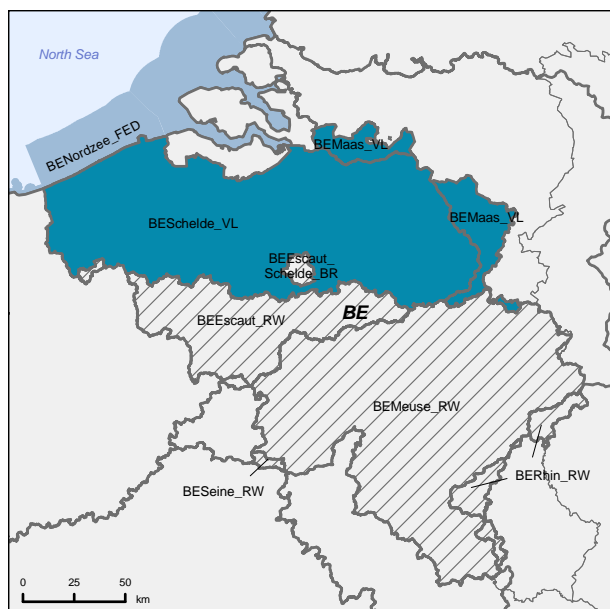 North Sea
BENordzee_FED
BEMaas_VL
BESchelde_VL
BEMaas_VL
BEEscaut_
Schelde_BR
BEEscaut_RW
BE
BEMeuse_RW
BESeine_RW
BERhin_RW
0 25 50
km